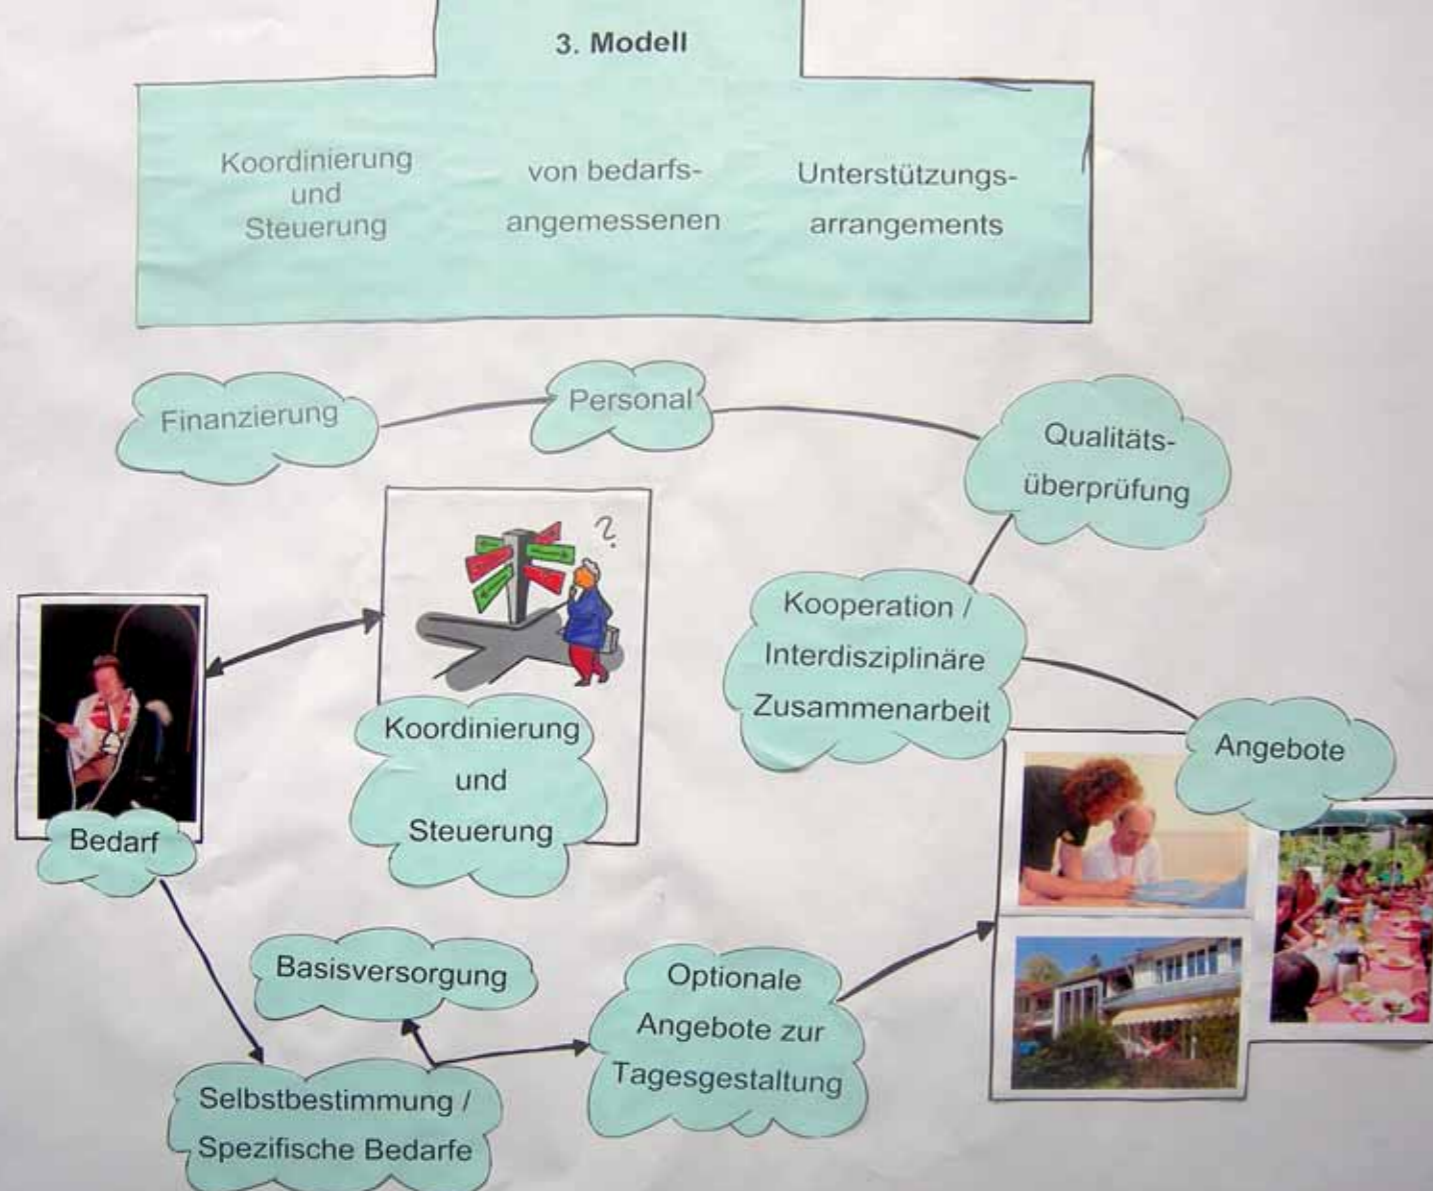 3. Modell
Koordinierung
und
Steuerung
von bedarfs-
angemessenen
Unterstützungs-
arrangements
Finanzierung
Personal
Qualitäts-
überprüfung
?
Kooperation /
Interdisziplinäre
Zusammenarbeit
Koordinierung
und
Steuerung
Angebote
Bedarf
Basisversorgung
Optionale
Angebote zur
Tagesgestaltung
Selbstbestimmung /
Spezifische Bedarfe